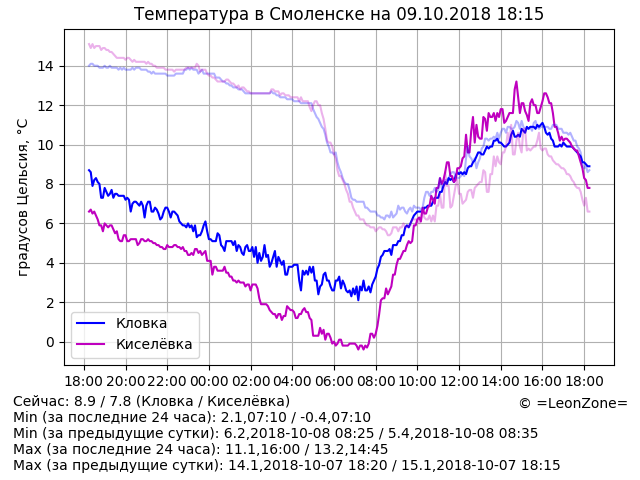 Температура в Смоленске на 09.10.2018 18:15
градусов Цельсия, °C
14
12
10
8
6
4
2
0
Кловка
Киселёвка
18:00 20:00 22:00 00:00 02:00 04:00 06:00 08:00 10:00 12:00 14:00 16:00 18:00
Сейчас: 8.9 / 7.8 (Кловка / Киселёвка)
© =LeonZone=
Min (за последние 24 часа): 2.1,07:10 / -0.4,07:10
Min (за предыдущие сутки): 6.2,2018-10-08 08:25 / 5.4,2018-10-08 08:35
Max (за последние 24 часа): 11.1,16:00 / 13.2,14:45
Max (за предыдущие сутки): 14.1,2018-10-07 18:20 / 15.1,2018-10-07 18:15